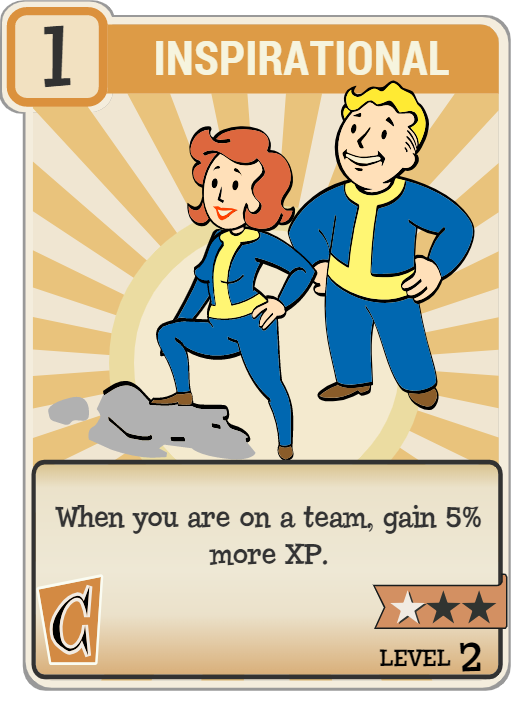 1
INSPIRATIONAL
When you are on a team, gain 5%
more XP.
C
LEVEL 2